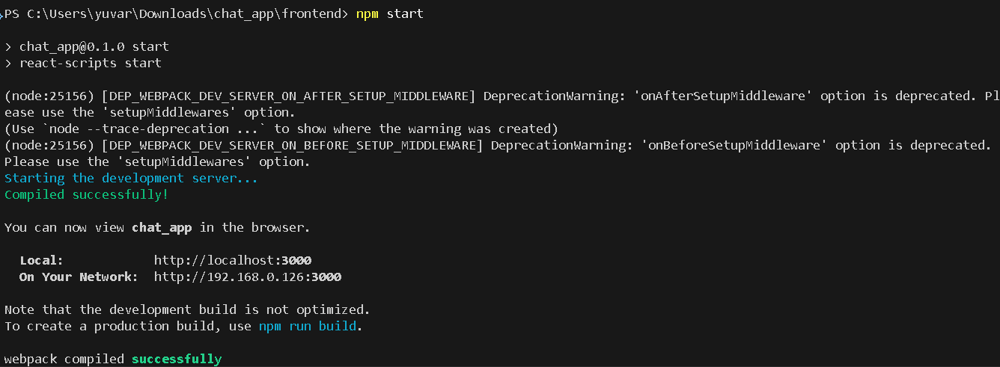 PS C:\Users\yuvar\Downloads\chat_app\frontend> npm start
> chat_app@0.1.0 start
> react-scripts start
(node:25156) [DEP_WEBPACK_DEV_SERVER_ON_AFTER_SETUP_MIDDLEWARE] DeprecationWarning: 'onAfterSetupMiddleware' option is deprecated. Pl
ease use the 'setupMiddlewares' option.
(Use `node --trace-deprecation ...` to show where the warning was created)
(node:25156) [DEP_WEBPACK_DEV_SERVER_ON_BEFORE_SETUP_MIDDLEWARE] DeprecationWarning: 'onBeforeSetupMiddleware' option is deprecated.
Please use the 'setupMiddlewares' option.
Starting the development server...
Compiled successfully!
You can now view chat_app in the browser.
Local: http://localhost:3000
On Your Network: http://192.168.0.126:3000
Note that the development build is not optimized.
To create a production build, use npm run build.
webpack compiled successfully